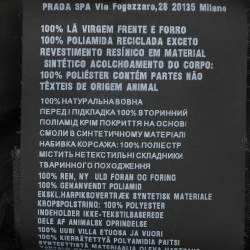 PRADA SPA Via Fogazzaro,28 20135 Milano
100% LÃ VIRGEM FRENTE E FORRO
100% POLIAMIDA RECICLADA EXCETO
REVESTIMENTO RESÍNICO EM MATERIAL
SINTÉTICO ACOLCHOAMENTO DO CORPO:
100% POLIÉSTER CONTÉM PARTES NÃO
TÊXTEIS DE ORIGEM ANIMAL
100% НАТУРАЛЬНА ВОВНА
ПЕРЕД І ПІДКЛАДКА 100% ВТОРИННИЙ
ПОЛІАМІД КРІМ ПОКРИТТЯ НА ОСНОВІ
СМОЛИ В СИНТЕТИЧНОМУ МАТЕРІАЛІ
НАБИВКА КОРСАЖА: 100% ПОЛІЕСТР
МІСТИТЬ НЕТЕКСТИЛЬНІ СКЛАДНИКИ
ТВАРИННОГО ПОХОДЖЕННЯ
100% REN, NY ULD FORAN OG FORING
100% GENANVENDT POLIAMID
EKSKL.HARPIKSOVERTRÆK SYNTETISK MATERIALE
KROPSPOLSTRING: 100% POLYESTER
INDEHOLDER IKKE-TEKSTILBASEREDE
DELE AF ANIMALSK OPRINDELSE
100% UUSI VILLA ETUOSA JA VUORI
100% KIERRÄTETTYÄ POLYAMIDIA PAITSI